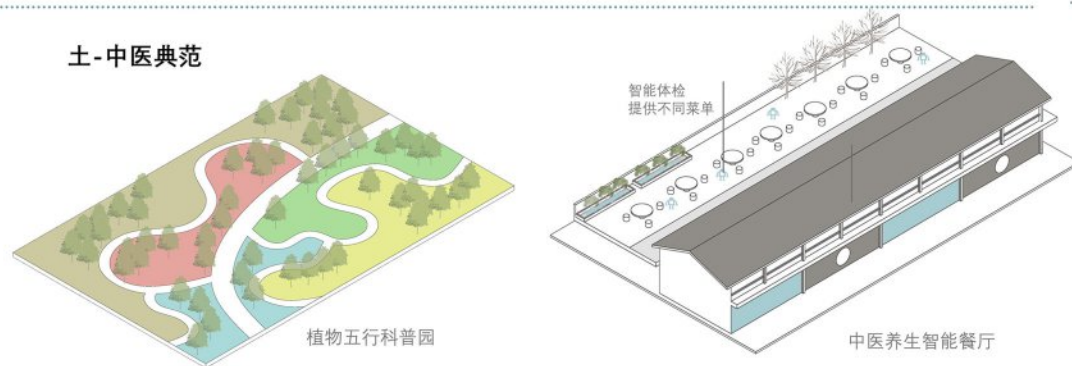 土-中医典范
智能体检
提供不同菜单
植物五行科普园
中医养生智能餐厅